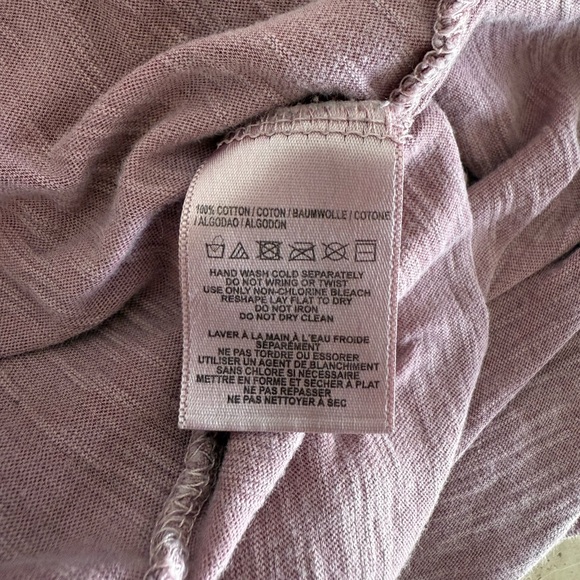 100% COTTON / COTON / BAUMWOLLE / COTONE
/ ALGODAO / ALGODON
HAND WASH COLD SEPARATELY
DO NOT WRING OR TWIST
USE ONLY NON-CHLORINE BLEACH
RESHAPE LAY FLAT TO DRY
DO NOT IRON
DO NOT DRY CLEAN
LAVER À LA MAIN À L'EAU FROIDE
SÉPARÉMENT
NE PAS TORDRE OU ESSORER
UTILISER UN AGENT DE BLANCHIMENT
SANS CHLORE SI NÉCESSAIRE
METTRE EN FORME ET SÉCHER À PLAT
NE PAS REPASSER
NE PAS NETTOYER À SEC